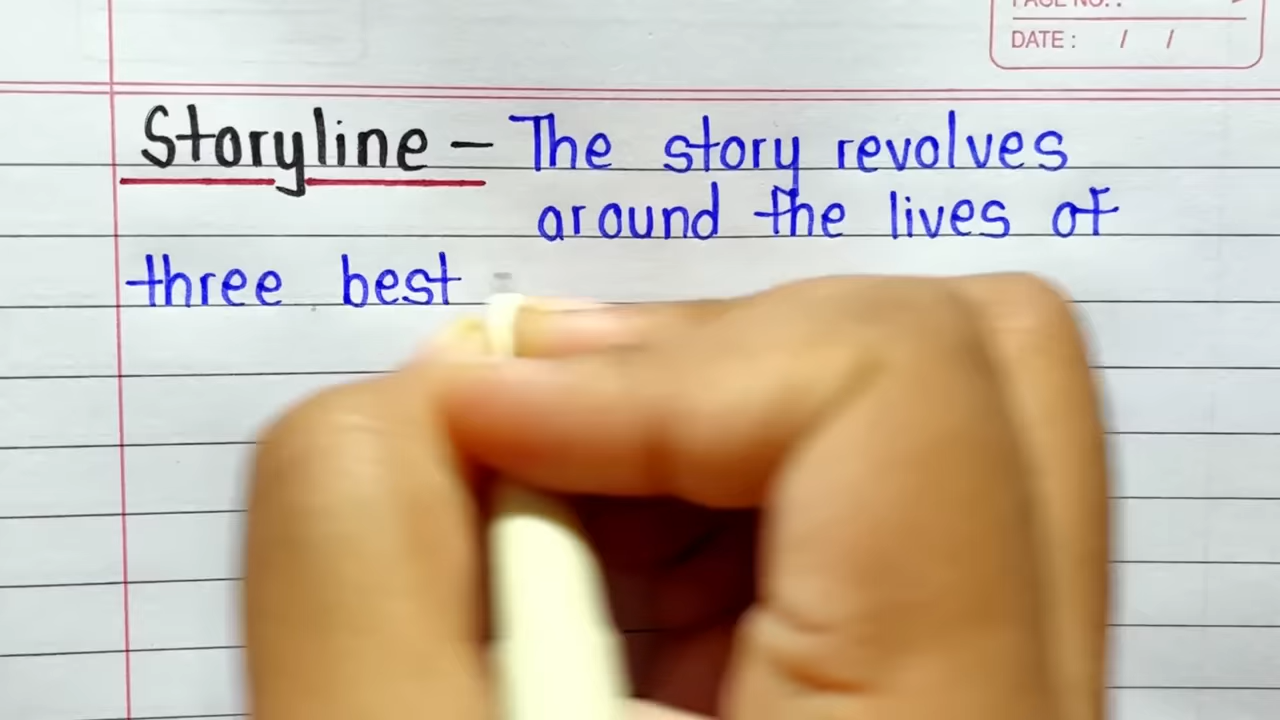 DATE : / /
Storyline – The story revolves
around the lives of
three best